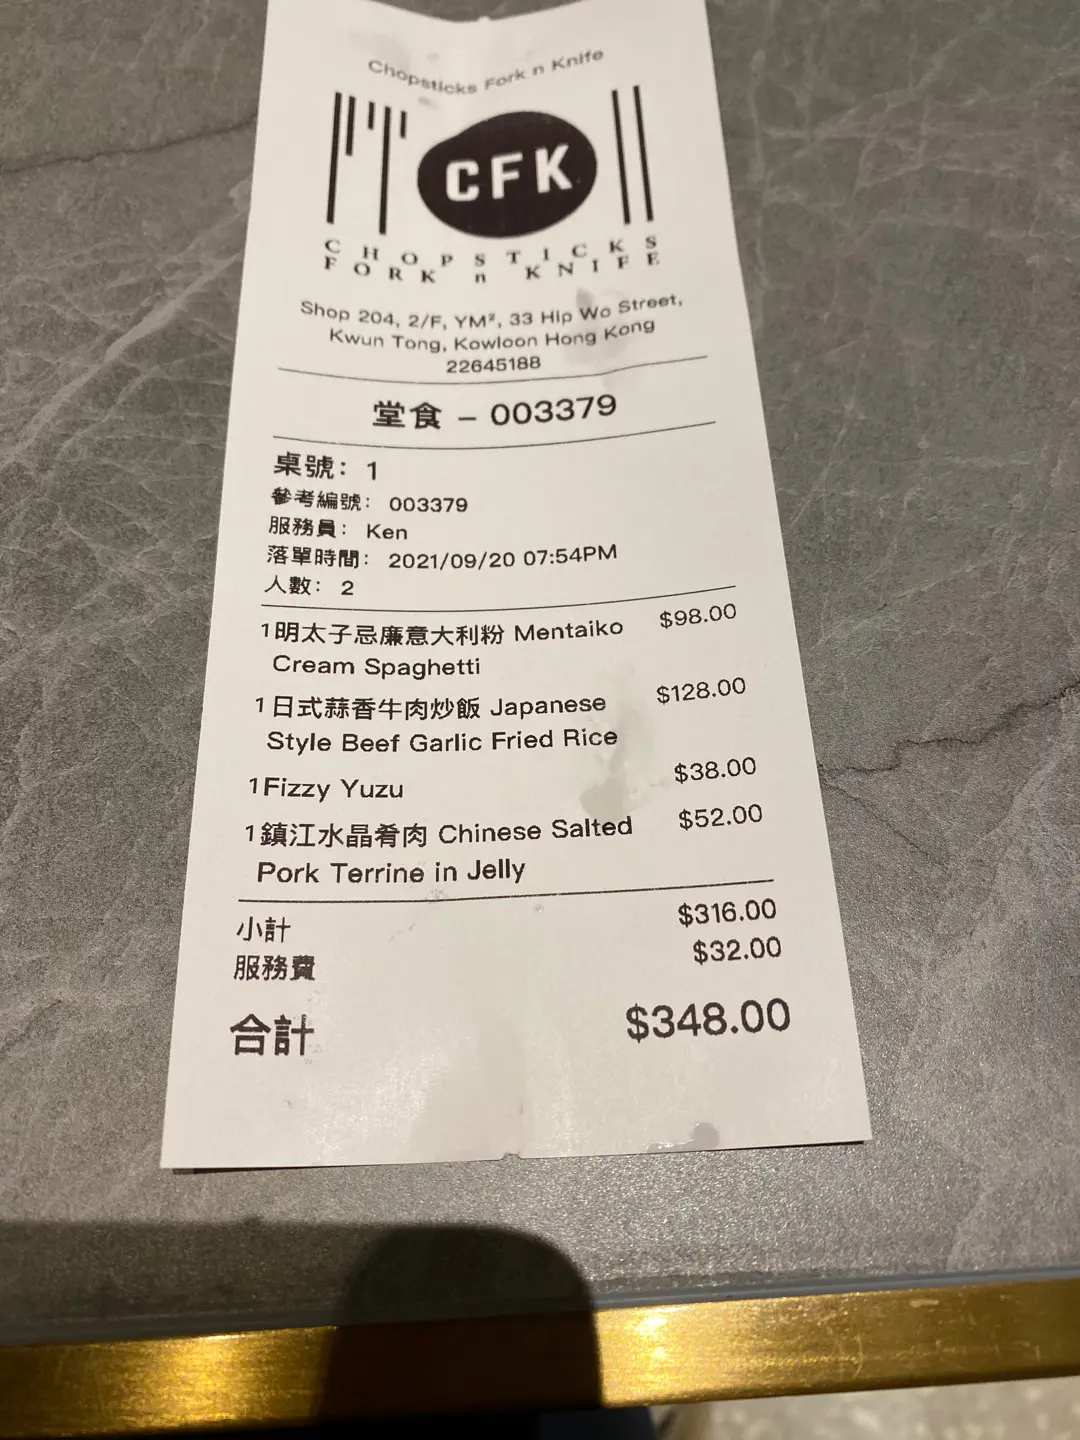 Chopsticks Fork n Knife
CFK
CHOPSTICKS
FORK n KNIFE
Shop 204, 2/F, YM², 33 Hip Wo Street,
Kwun Tong, Kowloon Hong Kong
22645188
堂食 – 003379
桌號： 1
參考編號： 003379
服務員： Ken
落單時間： 2021/09/20 07:54PM
人數： 2
1明太子忌廉意大利粉 Mentaiko $98.00
Cream Spaghetti
1日式蒜香牛肉炒飯 Japanese $128.00
Style Beef Garlic Fried Rice
1Fizzy Yuzu $38.00
1鎮江水晶肴肉 Chinese Salted $52.00
Pork Terrine in Jelly
小計 $316.00
服務費 $32.00
合計 $348.00